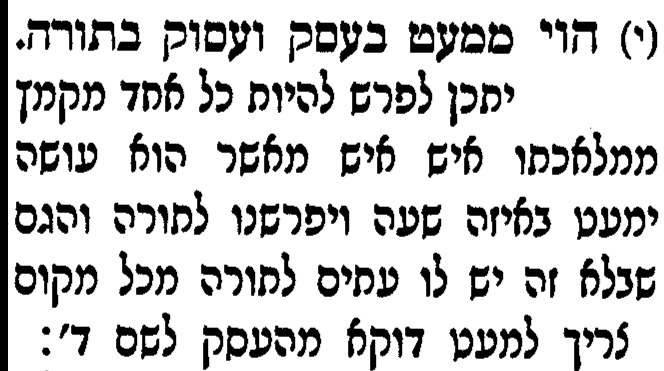 (י) הוי ממעט בעסק ועסוק בתורה.
יתכן לפרש להיות כל אחד מקמץ
ממלאכתו איש איש מאשר הוא עושה
ימעט באיזה שעה ויפרשנו לתורה והגם
שבלא זה יש לו עתים לתורה מכל מקום
צריך למעט דוקא מהעסק לשם ד׳: